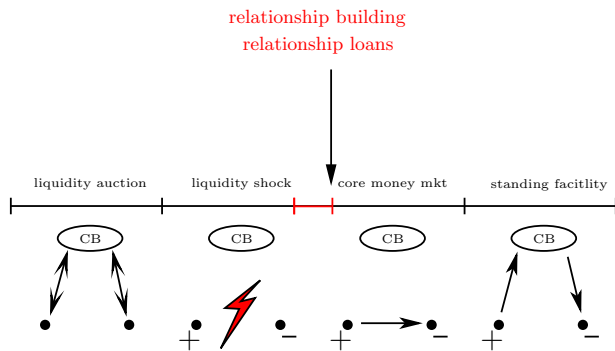 relationship building
relationship loans
liquidity auction liquidity shock core money mkt standing facitlity
CB CB CB CB
+ − + − +